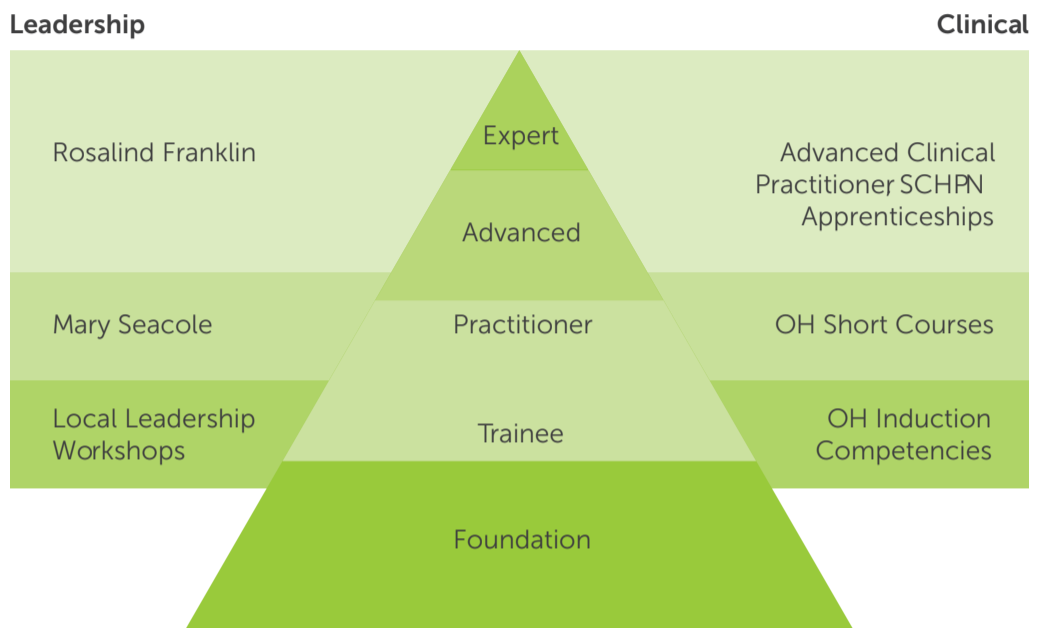 Leadership
Clinical
Expert
Rosalind Franklin
Advanced Clinical
Practitioner, SCHPN
Apprenticeships
Advanced
Mary Seacole
Practitioner
OH Short Courses
Local Leadership
Workshops
Trainee
OH Induction
Competencies
Foundation